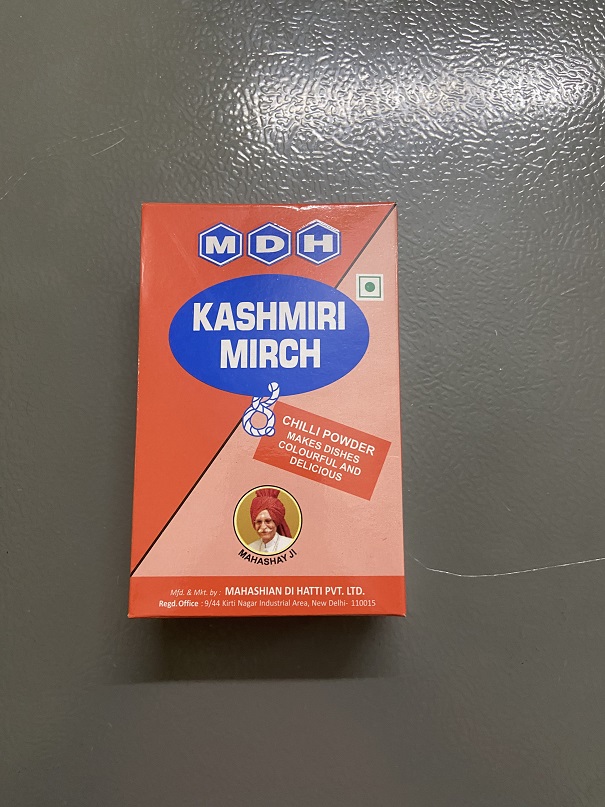 MDH
KASHMIRI
MIRCH
CHILLI POWDER
MAKES DISHES
COLOURFUL AND
DELICIOUS
MAHASHAY JI
Mfd. & Mkt. by : MAHASHIAN DI HATTI PVT. LTD.
Regd. Office : 9/44 Kirti Nagar Industrial Area, New Delhi- 110015